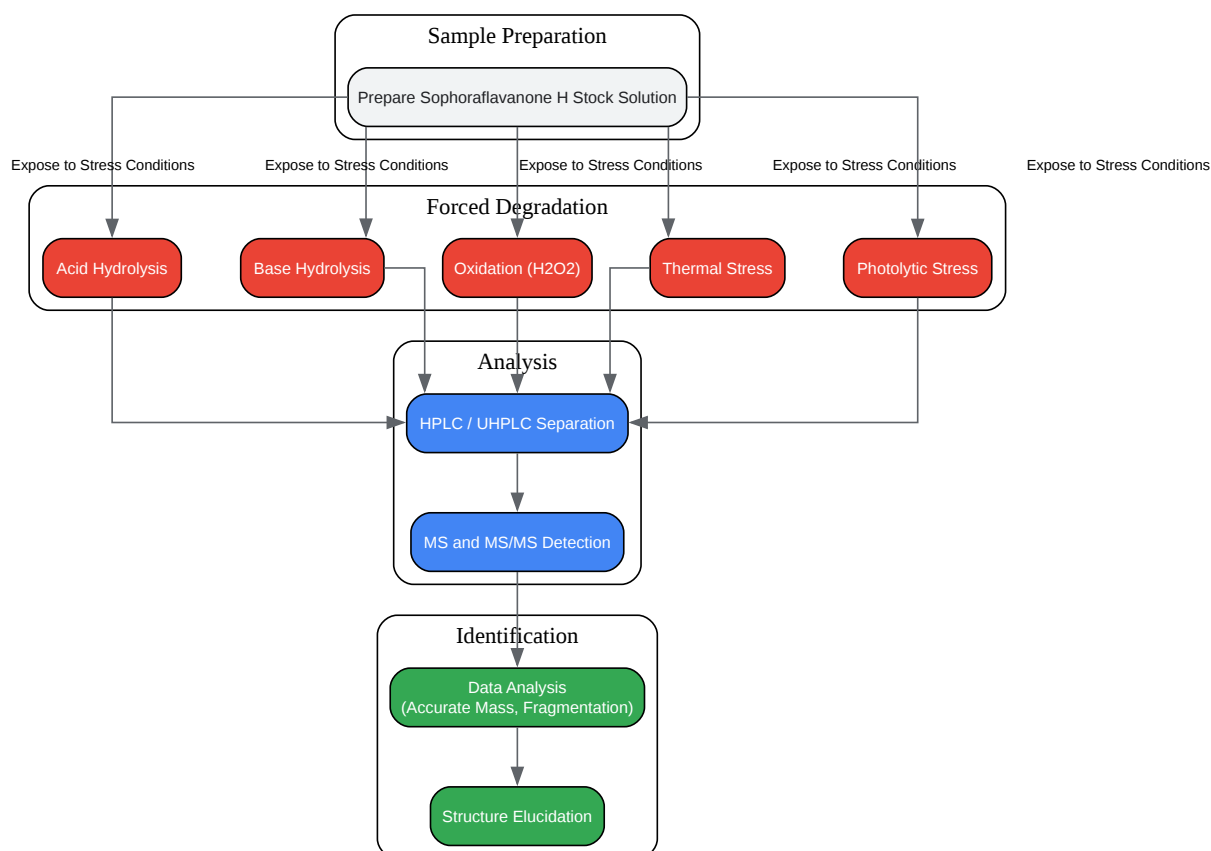 Sample Preparation
Prepare Sophoraflavanone H Stock Solution
Expose to Stress Conditions
Expose to Stress Conditions
Expose to Stress Conditions
Expose to Stress Conditions
Expose to Stress Conditions
Forced Degradation
Acid Hydrolysis
Base Hydrolysis
Oxidation (H2O2)
Thermal Stress
Photolytic Stress
Analysis
HPLC / UHPLC Separation
MS and MS/MS Detection
Identification
Data Analysis
(Accurate Mass, Fragmentation)
Structure Elucidation